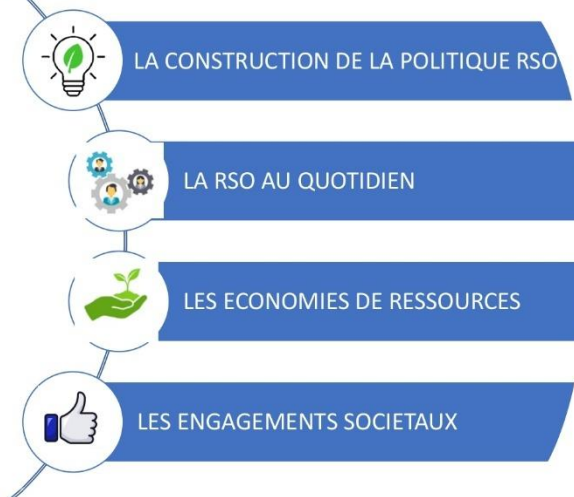 LA CONSTRUCTION DE LA POLITIQUE RSO
LA RSO AU QUOTIDIEN
LES ECONOMIES DE RESSOURCES
LES ENGAGEMENTS SOCIETAUX